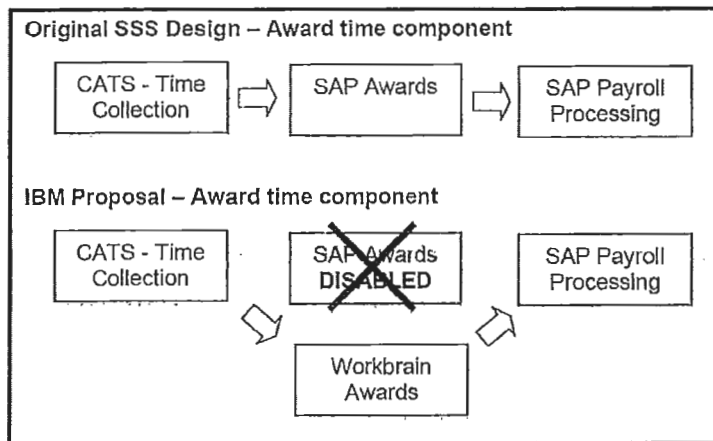 Original SSS Design – Award time component
CATS - Time
Collection
SAP Awards
SAP Payroll
Processing
IBM Proposal – Award time component
CATS - Time
Collection
SAP Awards
DISABLED
SAP Payroll
Processing
Workbrain
Awards